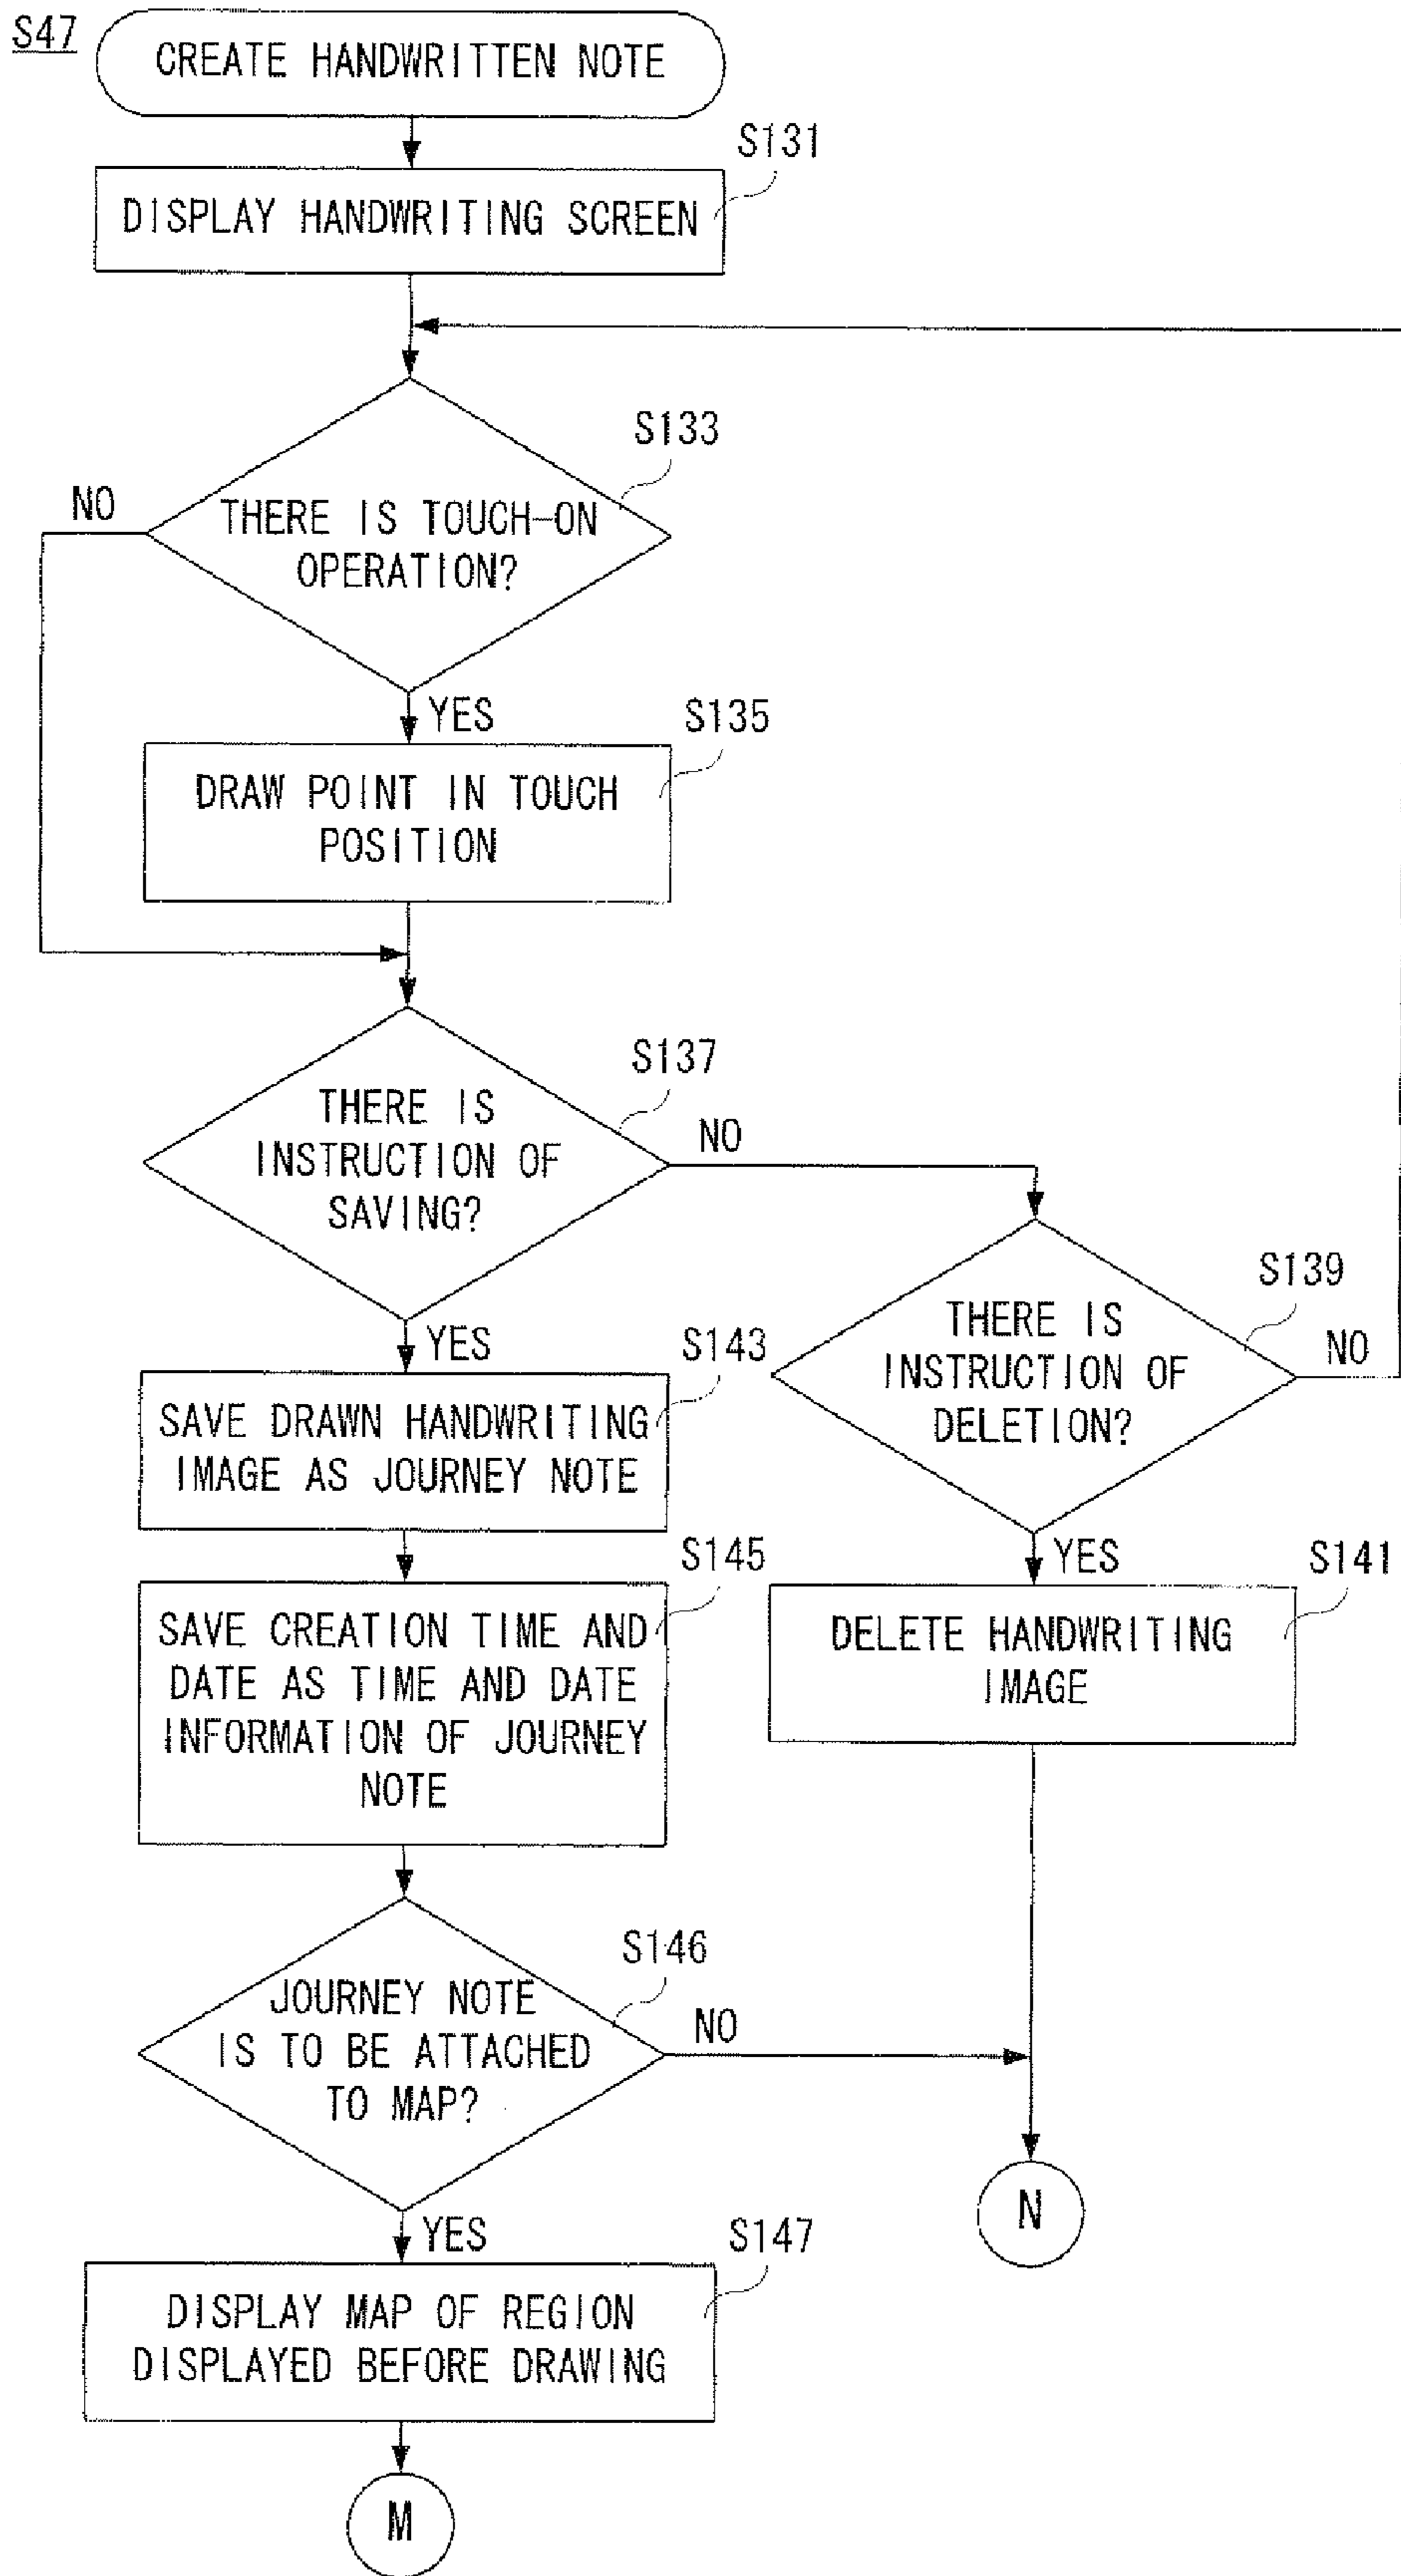 S47
CREATE HANDWRITTEN NOTE
S131
DISPLAY HANDWRITING SCREEN
S133
NO
THERE IS TOUCH-ON
OPERATION?
YES
S135
DRAW POINT IN TOUCH
POSITION
S137
THERE IS
INSTRUCTION OF
SAVING?
NO
S139
THERE IS
INSTRUCTION OF
DELETION?
NO
YES
S143
SAVE DRAWN HANDWRITING
IMAGE AS JOURNEY NOTE
YES
S141
DELETE HANDWRITING
IMAGE
S145
SAVE CREATION TIME AND
DATE AS TIME AND DATE
INFORMATION OF JOURNEY
NOTE
S146
JOURNEY NOTE
IS TO BE ATTACHED
TO MAP?
NO
N
YES
S147
DISPLAY MAP OF REGION
DISPLAYED BEFORE DRAWING
M